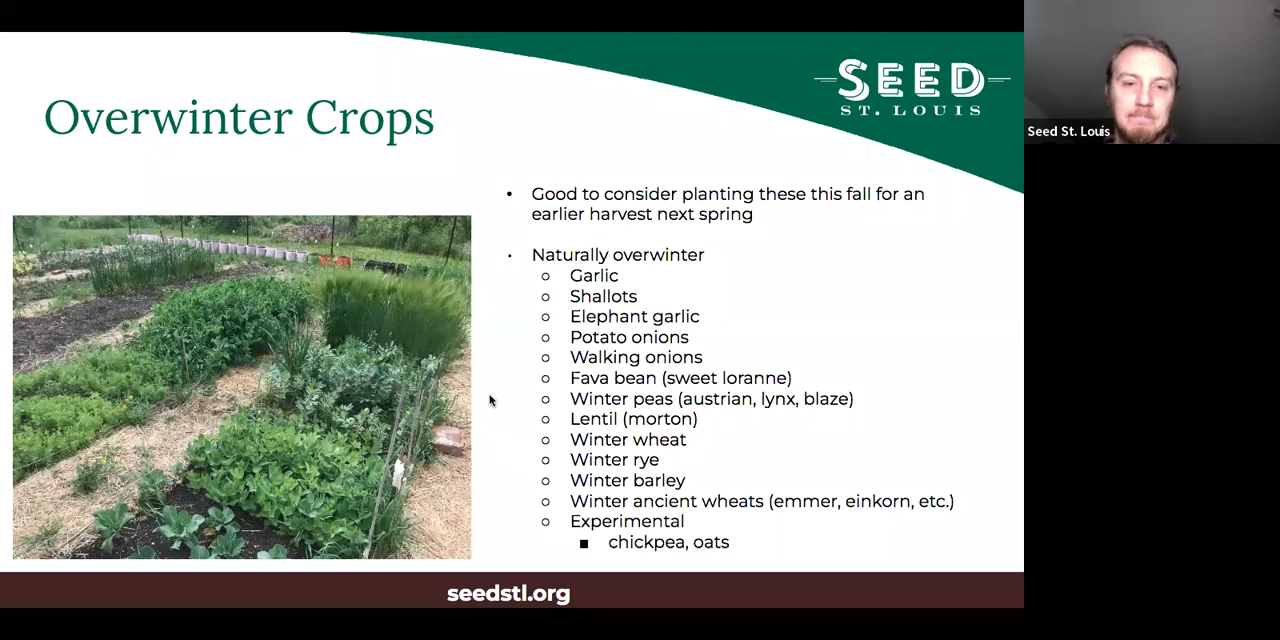 SEED
ST. LOUIS
Overwinter Crops
Seed St. Louis
• Good to consider planting these this fall for an
earlier harvest next spring
• Naturally overwinter
○ Garlic
○ Shallots
○ Elephant garlic
○ Potato onions
○ Walking onions
○ Fava bean (sweet loranne)
○ Winter peas (austrian, lynx, blaze)
○ Lentil (morton)
○ Winter wheat
○ Winter rye
○ Winter barley
○ Winter ancient wheats (emmer, einkorn, etc.)
○ Experimental
■ chickpea, oats
seedstl.org